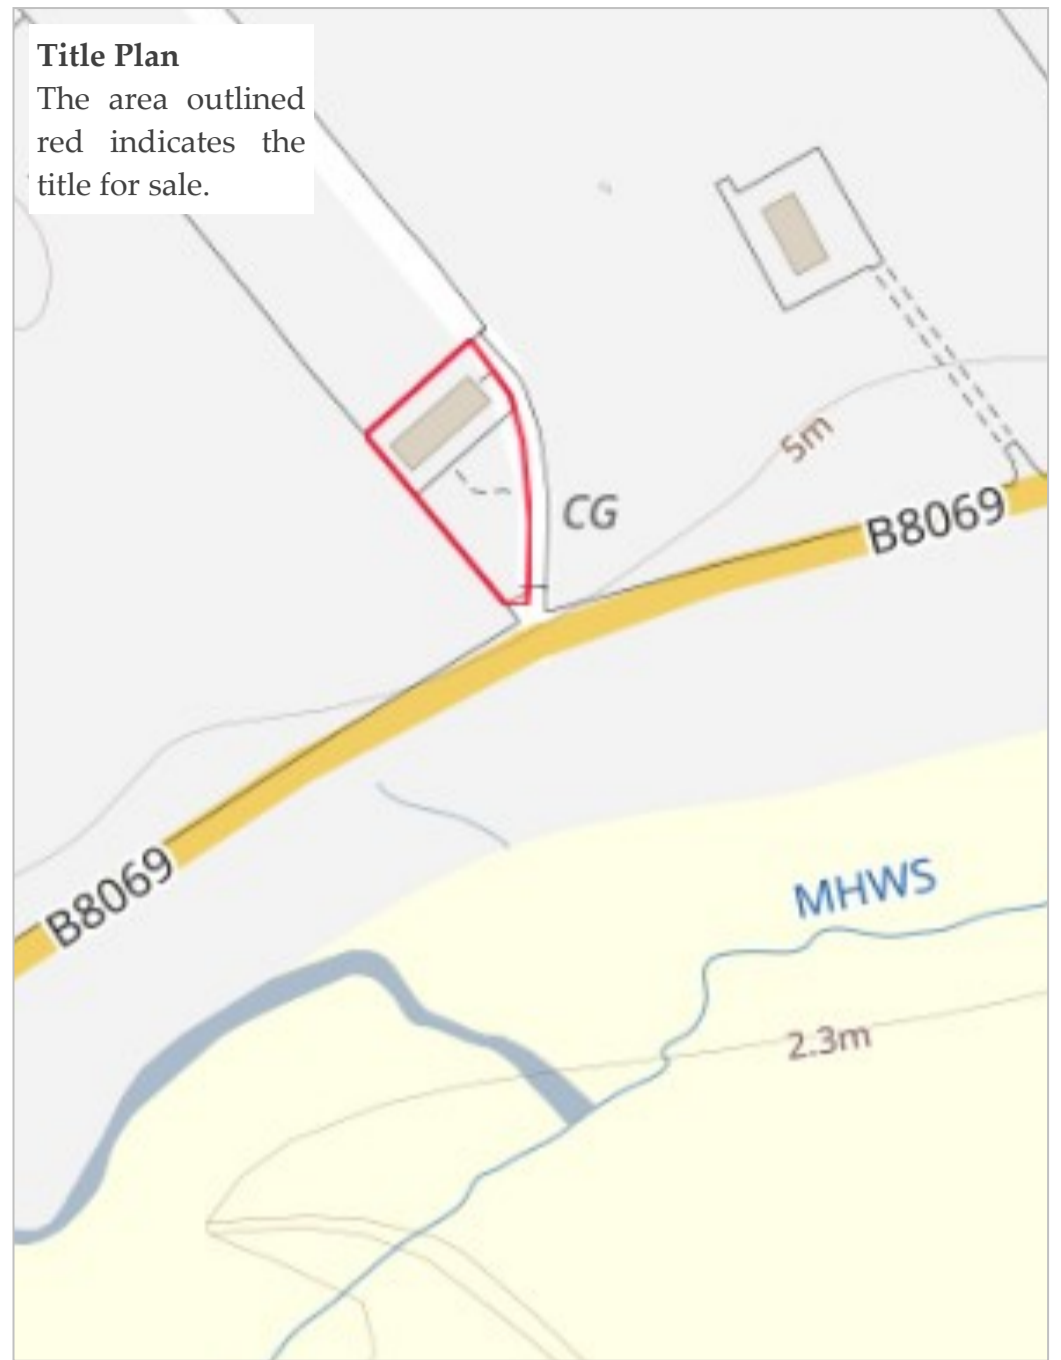 Title Plan
The area outlined
red indicates the
title for sale.
5m
CG
B8069
B8069
MHWS
2.3m